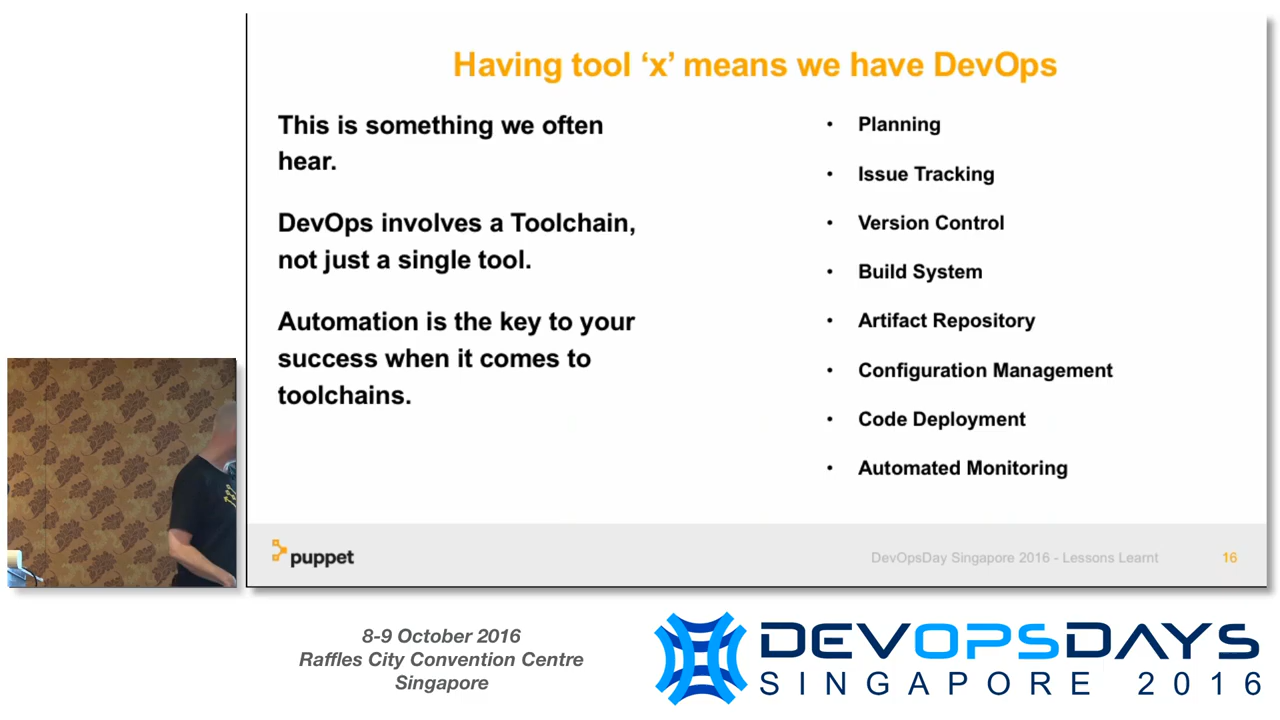 Having tool ‘x’ means we have DevOps
This is something we often
hear.
DevOps involves a Toolchain,
not just a single tool.
Automation is the key to your
success when it comes to
toolchains.
• Planning
• Issue Tracking
• Version Control
• Build System
• Artifact Repository
• Configuration Management
• Code Deployment
• Automated Monitoring
puppet
DevOpsDay Singapore 2016 - Lessons Learnt
16
8-9 October 2016
Raffles City Convention Centre
Singapore
DEVOPSDAYS
SINGAPORE 2016